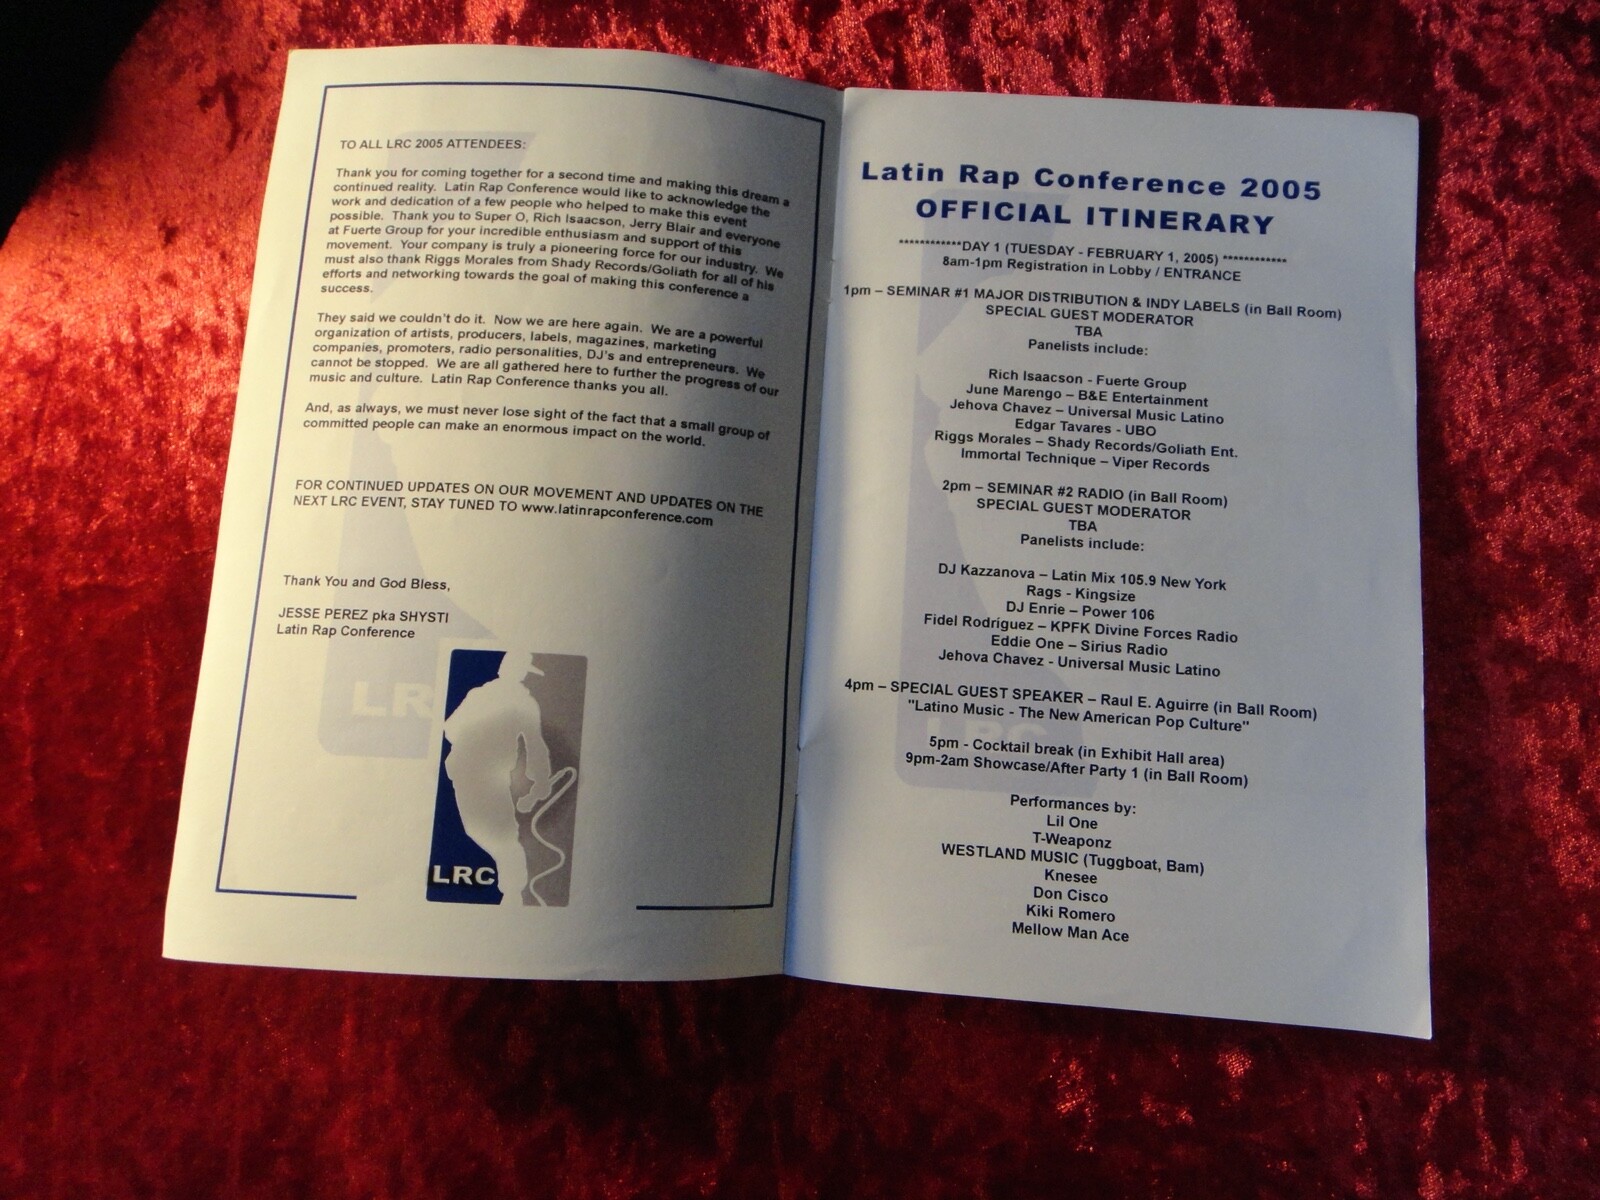 TO ALL LRC 2005 ATTENDEES:
Thank you for coming together for a second time and making this dream a
continued reality. Latin Rap Conference would like to acknowledge the
work and dedication of a few people who helped to make this event
possible. Thank you to Super O, Rich Isaacson, Jerry Blair and everyone
at Fuerte Group for your incredible enthusiasm and support of this
movement. Your company is truly a pioneering force for our industry. We
must also thank Riggs Morales from Shady Records/Goliath for all of his
efforts and networking towards the goal of making this conference a
success.
They said we couldn't do it. Now we are here again. We are a powerful
organization of artists, producers, labels, magazines, marketing
companies, promoters, radio personalities, DJ's and entrepreneurs. We
cannot be stopped. We are all gathered here to further the progress of our
music and culture. Latin Rap Conference thanks you all.
And, as always, we must never lose sight of the fact that a small group of
committed people can make an enormous impact on the world.
FOR CONTINUED UPDATES ON OUR MOVEMENT AND UPDATES ON THE
NEXT LRC EVENT, STAY TUNED TO www.latinrapconference.com
Thank You and God Bless,
JESSE PEREZ pka SHYSTI
Latin Rap Conference
LR
LRC
Latin Rap Conference 2005
OFFICIAL ITINERARY
************DAY 1 (TUESDAY - FEBRUARY 1, 2005) ************
8am-1pm Registration in Lobby / ENTRANCE
1pm – SEMINAR #1 MAJOR DISTRIBUTION & INDY LABELS (in Ball Room)
SPECIAL GUEST MODERATOR
TBA
Panelists include:
Rich Isaacson - Fuerte Group
June Marengo – B&E Entertainment
Jehova Chavez – Universal Music Latino
Edgar Tavares - UBO
Riggs Morales – Shady Records/Goliath Ent.
Immortal Technique – Viper Records
2pm – SEMINAR #2 RADIO (in Ball Room)
SPECIAL GUEST MODERATOR
TBA
Panelists include:
DJ Kazzanova – Latin Mix 105.9 New York
Rags - Kingsize
DJ Enrie – Power 106
Fidel Rodríguez – KPFK Divine Forces Radio
Eddie One – Sirius Radio
Jehova Chavez - Universal Music Latino
4pm – SPECIAL GUEST SPEAKER – Raul E. Aguirre (in Ball Room)
"Latino Music - The New American Pop Culture"
5pm - Cocktail break (in Exhibit Hall area)
9pm-2am Showcase/After Party 1 (in Ball Room)
Performances by:
Lil One
T-Weaponz
WESTLAND MUSIC (Tuggboat, Bam)
Knesee
Don Cisco
Kiki Romero
Mellow Man Ace